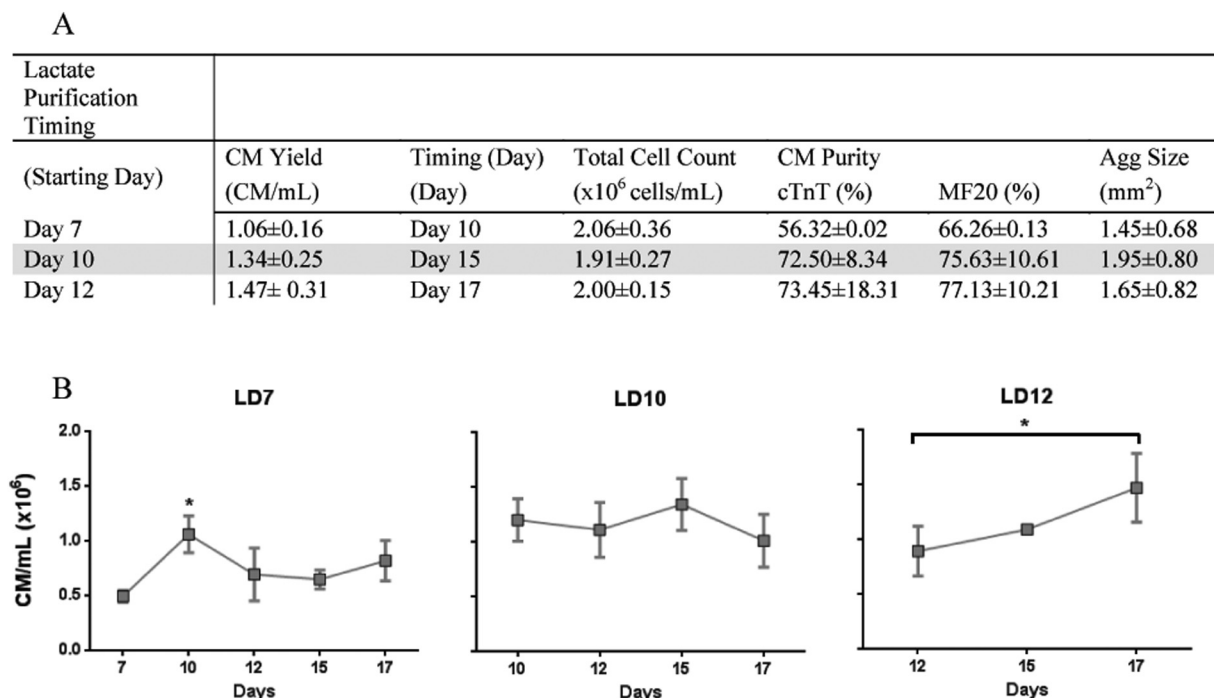 A
Lactate
Purification
Timing
(Starting Day)
CM Yield
(CM/mL)
Timing (Day)
(Day)
Total Cell Count
(x10⁶ cells/mL)
CM Purity
cTnT (%)
MF20 (%)
Agg Size
(mm²)
Day 7 1.06±0.16 Day 10 2.06±0.36 56.32±0.02 66.26±0.13 1.45±0.68
Day 10 1.34±0.25 Day 15 1.91±0.27 72.50±8.34 75.63±10.61 1.95±0.80
Day 12 1.47± 0.31 Day 17 2.00±0.15 73.45±18.31 77.13±10.21 1.65±0.82
B
LD7
CM/mL (x10⁶)
2.0
1.5
1.0
0.5
0.0
*
7 10 12 15 17
Days
LD10
10 12 15 17
Days
LD12
*
12 15 17
Days